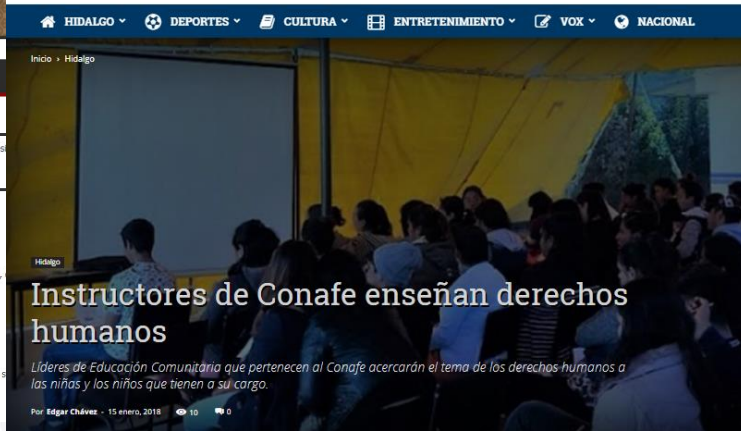 HIDALGO DEPORTES CULTURA ENTRETENIMIENTO VOX NACIONAL
Inicio › Hidalgo
Hidalgo
Instructores de Conafe enseñan derechos
humanos
Líderes de Educación Comunitaria que pertenecen al Conafe acercarán el tema de los derechos humanos a
las niñas y los niños que tienen a su cargo.
Por Edgar Chávez - 15 enero, 2018 10 0